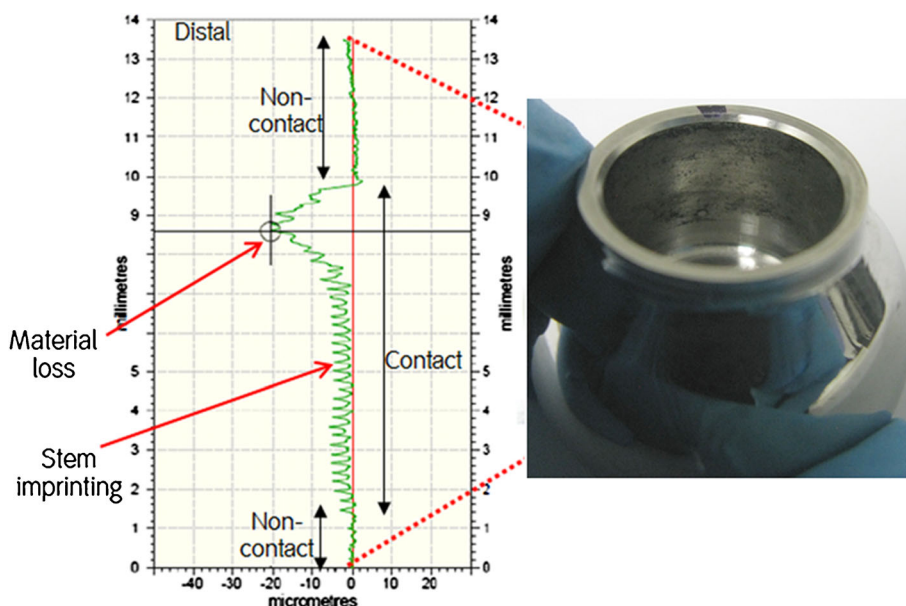 14
Distal
14
13
13
12
Non-
contact
12
11
11
10
10
9
9
millimetres
millimetres
Material
loss
Contact
5
5
4
4
Stem
imprinting
3
3
2
2
Non-
contact
1
1
0
0
-40
-30
-20
-10
0
10
20
micrometres